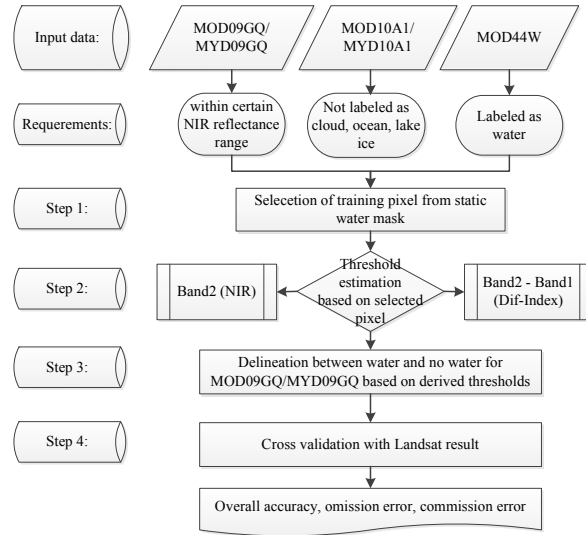 Input data:
MOD09GQ/
MYD09GQ
MOD10A1/
MYD10A1
MOD44W
Requerements:
within certain
NIR reflectance
range
Not labeled as
cloud, ocean, lake
ice
Labeled as
water
Step 1:
Selecetion of training pixel from static
water mask
Step 2:
Band2 (NIR)
Threshold
estimation
based on selected
pixel
Band2 - Band1
(Dif-Index)
Step 3:
Delineation between water and no water for
MOD09GQ/MYD09GQ based on derived thresholds
Step 4:
Cross validation with Landsat result
Overall accuracy, omission error, commission error